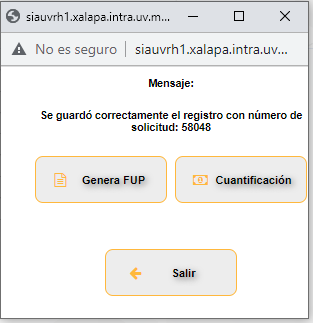 siauvrh1.xalapa.intra.uv.m...
No es seguro | siauvrh1.xalapa.intra.uv...
Mensaje:
Se guardó correctamente el registro con número de
solicitud: 58048
Genera FUP Cuantificación
Salir